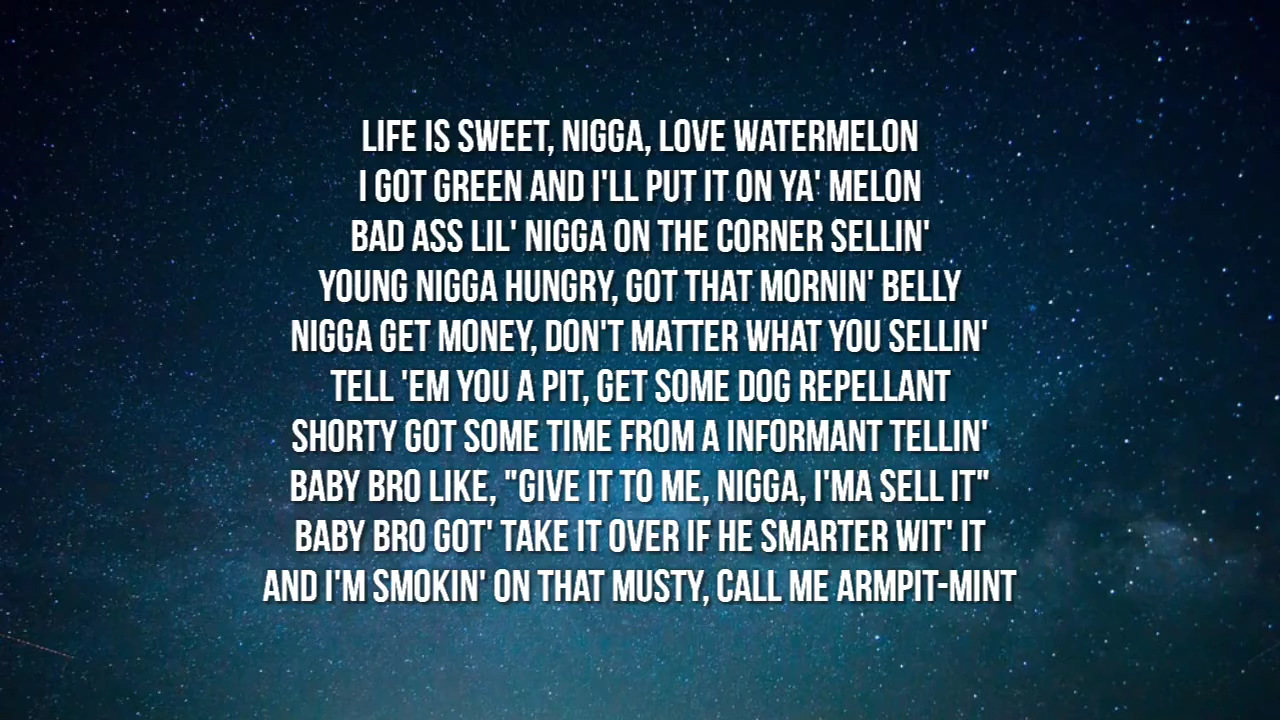 LIFE IS SWEET, NIGGA, LOVE WATERMELON
I GOT GREEN AND I'LL PUT IT ON YA' MELON
BAD ASS LIL' NIGGA ON THE CORNER SELLIN'
YOUNG NIGGA HUNGRY, GOT THAT MORNIN' BELLY
NIGGA GET MONEY, DON'T MATTER WHAT YOU SELLIN'
TELL 'EM YOU A PIT, GET SOME DOG REPELLANT
SHORTY GOT SOME TIME FROM A INFORMANT TELLIN'
BABY BRO LIKE, "GIVE IT TO ME, NIGGA, I'MA SELL IT"
BABY BRO GOT' TAKE IT OVER IF HE SMARTER WIT' IT
AND I'M SMOKIN' ON THAT MUSTY, CALL ME ARMPIT-MINT